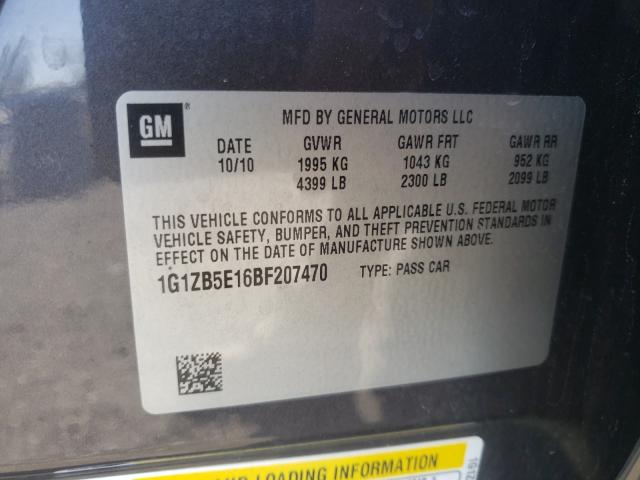 GM ®
MFD BY GENERAL MOTORS LLC
DATE GVWR GAWR FRT GAWR RR
10/10 1995 KG 1043 KG 952 KG
4399 LB 2300 LB 2099 LB
THIS VEHICLE CONFORMS TO ALL APPLICABLE U.S. FEDERAL MOTOR
VEHICLE SAFETY, BUMPER, AND THEFT PREVENTION STANDARDS IN
EFFECT ON THE DATE OF MANUFACTURE SHOWN ABOVE.
1G1ZB5E16BF207470 TYPE: PASS CAR
LOADING INFORMATION